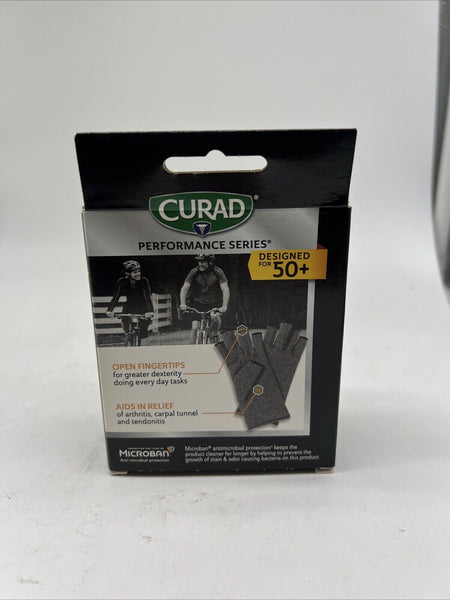 CURAD®
PERFORMANCE SERIES®
DESIGNED
FOR 50+
OPEN FINGERTIPS
for greater dexterity
doing every day tasks
AIDS IN RELIEF
of arthritis, carpal tunnel
and tendonitis
MICROBAN®
Anti-microbial protection
Microban® antimicrobial protection* keeps the
product cleaner for longer by helping to prevent the
growth of stain & odor causing bacteria on this product.